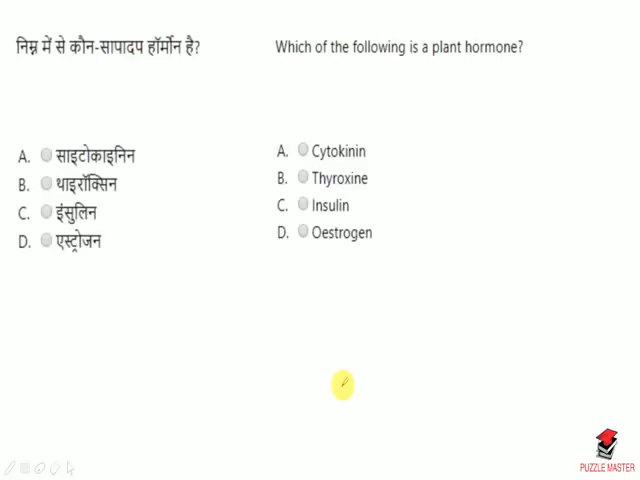 निम्न में से कौन-सापादप हॉर्मोन है?
A. साइटोकाइनिन
B. थाइरॉक्सिन
C. इंसुलिन
D. एस्ट्रोजन
Which of the following is a plant hormone?
A. Cytokinin
B. Thyroxine
C. Insulin
D. Oestrogen
PUZZLE MASTER